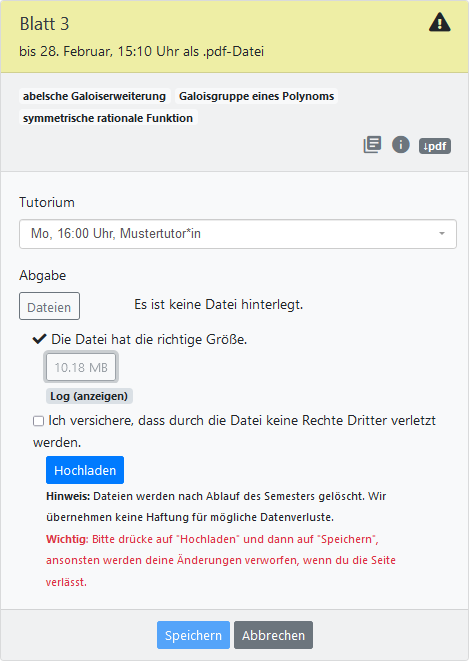 Blatt 3
bis 28. Februar, 15:10 Uhr als .pdf-Datei
abelsche Galoiserweiterung Galoisgruppe eines Polynoms
symmetrische rationale Funktion
↓pdf
Tutorium
Mo, 16:00 Uhr, Mustertutor*in
Abgabe
Dateien Es ist keine Datei hinterlegt.
Die Datei hat die richtige Größe.
10.18 MB
Log (anzeigen)
Ich versichere, dass durch die Datei keine Rechte Dritter verletzt
werden.
Hochladen
Hinweis: Dateien werden nach Ablauf des Semesters gelöscht. Wir
übernehmen keine Haftung für mögliche Datenverluste.
Wichtig: Bitte drücke auf "Hochladen" und dann auf "Speichern",
ansonsten werden deine Änderungen verworfen, wenn du die Seite
verlässt.
Speichern Abbrechen